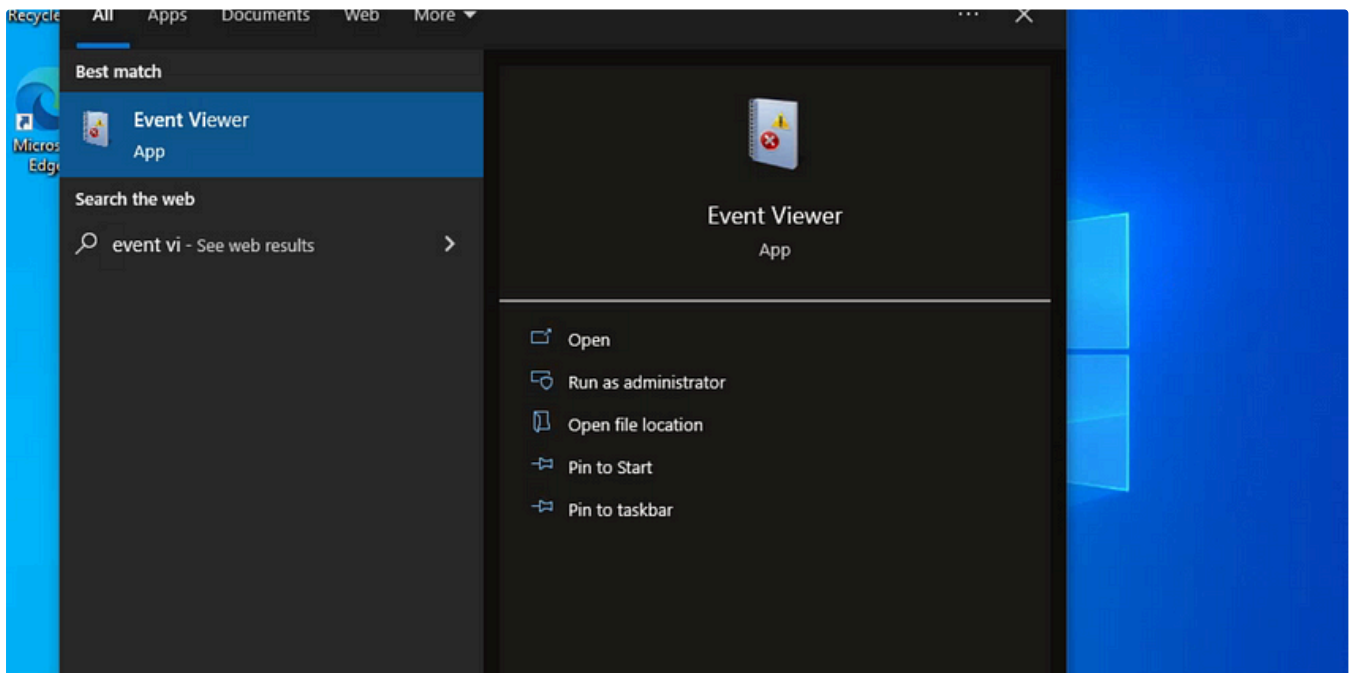 Recycle
All Apps Documents Web More
...
Best match
Event Viewer
App
Micros
Edge
Search the web
event vi - See web results
Event Viewer
App
Open
Run as administrator
Open file location
Pin to Start
Pin to taskbar